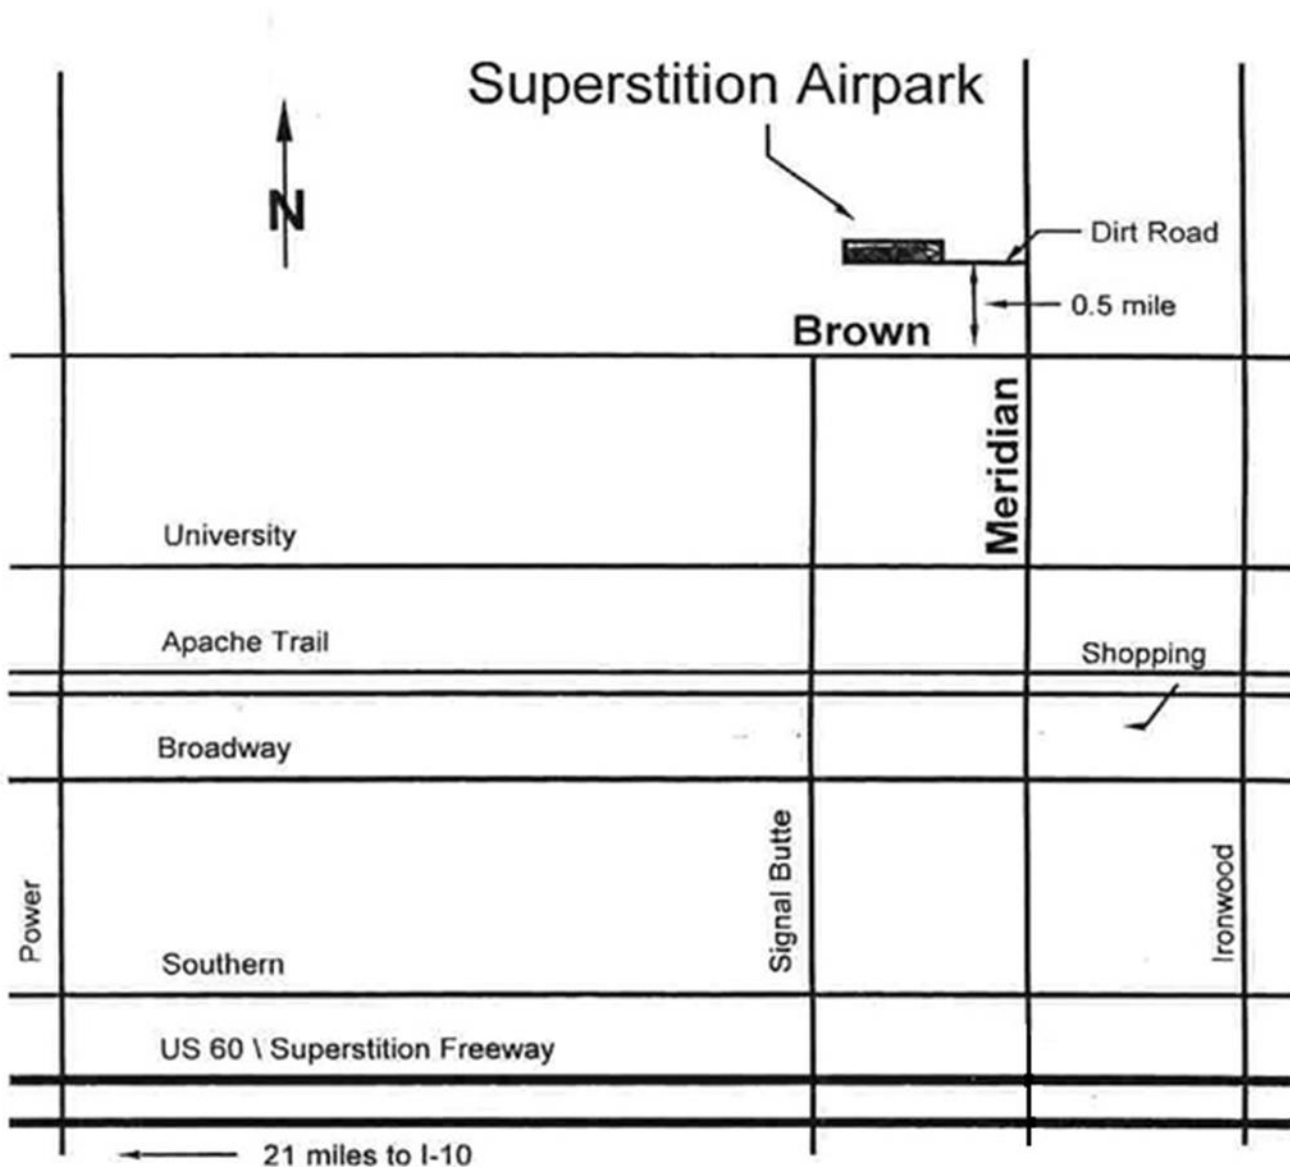 Superstition Airpark
N
Dirt Road
0.5 mile
Brown
Meridian
University
Apache Trail
Shopping
Broadway
Signal Butte
Ironwood
Power
Southern
US 60 \ Superstition Freeway
21 miles to I-10